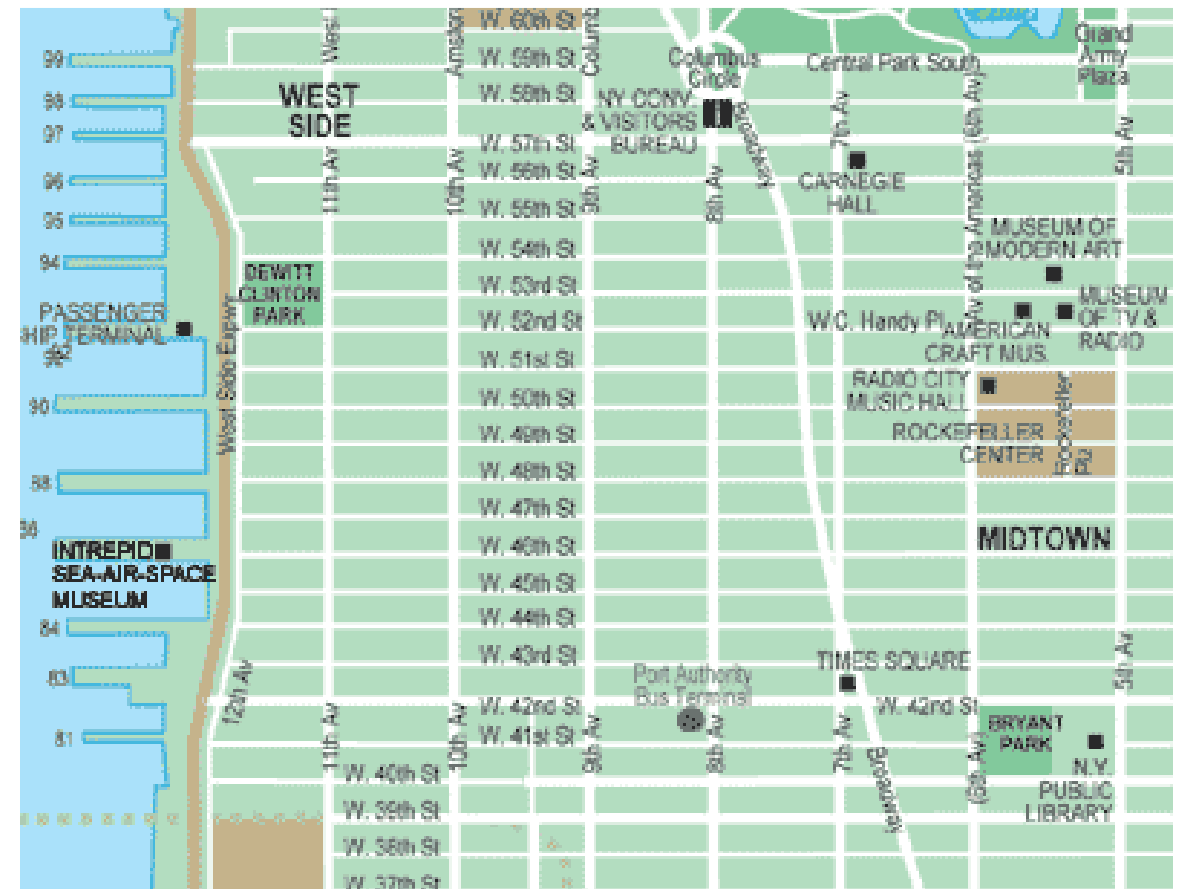 W. 60th St
99
W. 59th St
Columbus
Circle
Central Park South
Grand
Army
Plaza
98
WEST
SIDE
W. 58th St
NY CONV.
& VISITORS
BUREAU
Broadway
7th Av
Av of the Americas (6th Av)
5th Av
97
W. 57th St
96
11th Av
10th Av
W. 56th St
9th Av
8th Av
CARNEGIE
HALL
95
W. 55th St
MUSEUM OF
MODERN ART
94
W. 54th St
DEWITT
CLINTON
PARK
W. 53rd St
PASSENGER
HIP TERMINAL
W. 52nd St
W.C. Handy Pl
AMERICAN
CRAFT MUS.
MUSEUM
OF TV &
RADIO
W. 51st St
West Side Expwy
RADIO CITY
MUSIC HALL
90
W. 50th St
ROCKEFELLER
CENTER
Rockefeller
Plz
W. 49th St
88
W. 48th St
W. 47th St
INTREPID
SEA-AIR-SPACE
MUSEUM
W. 46th St
MIDTOWN
W. 45th St
84
W. 44th St
83
W. 43rd St
Port Authority
Bus Terminal
TIMES SQUARE
5th Av
12th Av
W. 42nd St
W. 42nd St
81
11th Av
10th Av
W. 41st St
9th Av
8th Av
7th Av
Broadway
(6th Av)
BRYANT
PARK
N.Y.
PUBLIC
LIBRARY
W. 40th St
W. 39th St
W. 38th St
W. 37th St